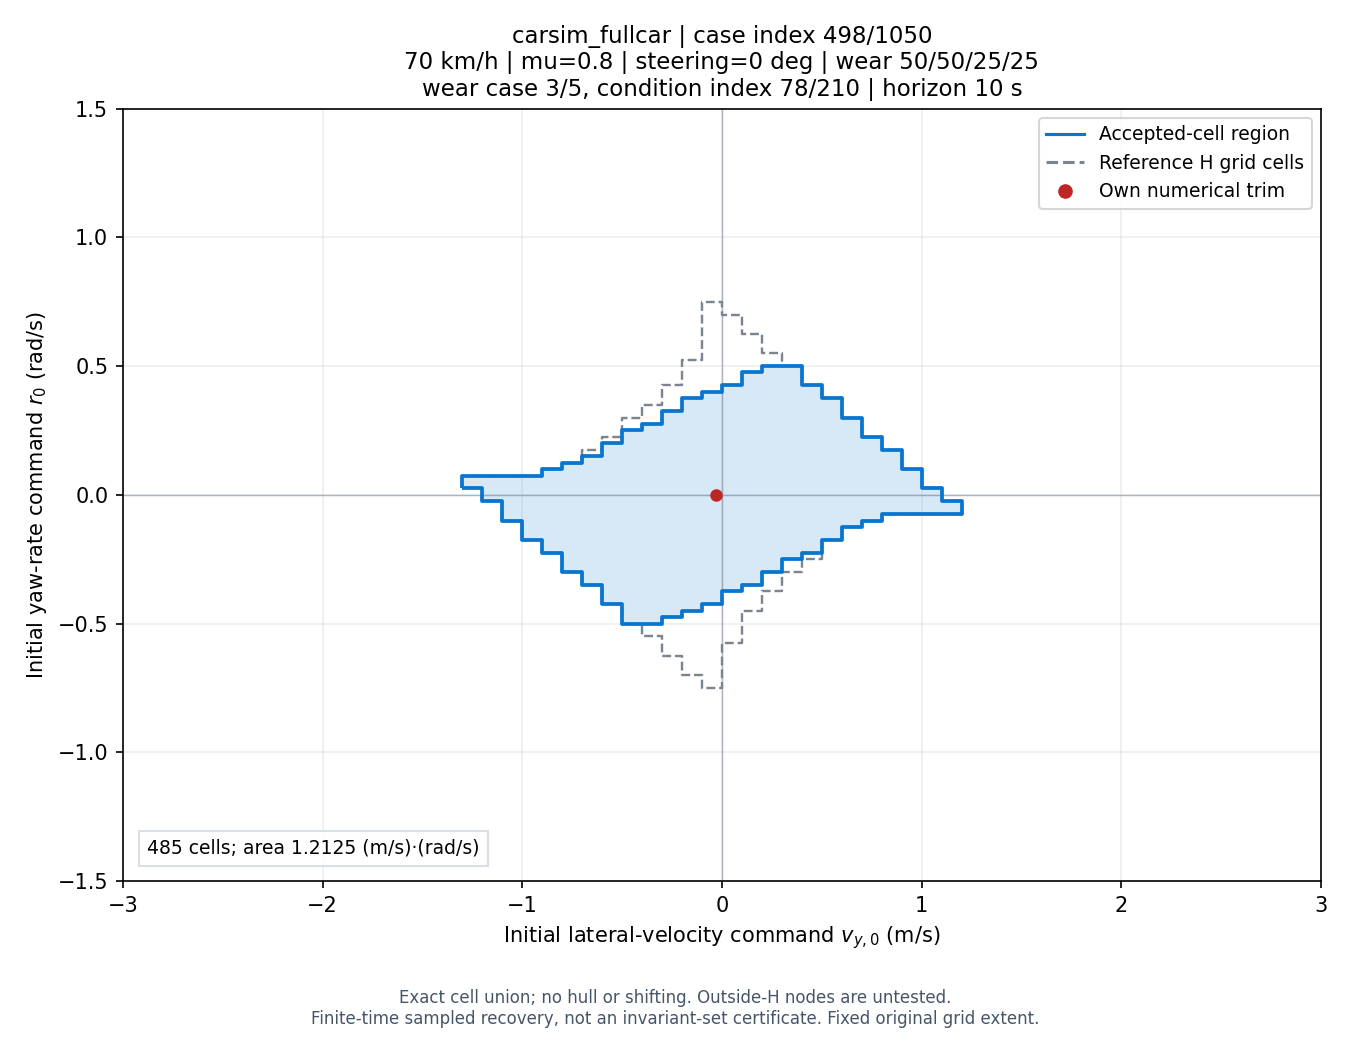 carsim_fullcar | case index 498/1050
70 km/h | mu=0.8 | steering=0 deg | wear 50/50/25/25
wear case 3/5, condition index 78/210 | horizon 10 s
Accepted-cell region
Reference H grid cells
Own numerical trim
1.5
1.0
0.5
0.0
−0.5
−1.0
−1.5
Initial yaw-rate command r₀ (rad/s)
485 cells; area 1.2125 (m/s)·(rad/s)
−3
−2
−1
0
1
2
3
Initial lateral-velocity command v_{y,0} (m/s)
Exact cell union; no hull or shifting. Outside-H nodes are untested.
Finite-time sampled recovery, not an invariant-set certificate. Fixed original grid extent.